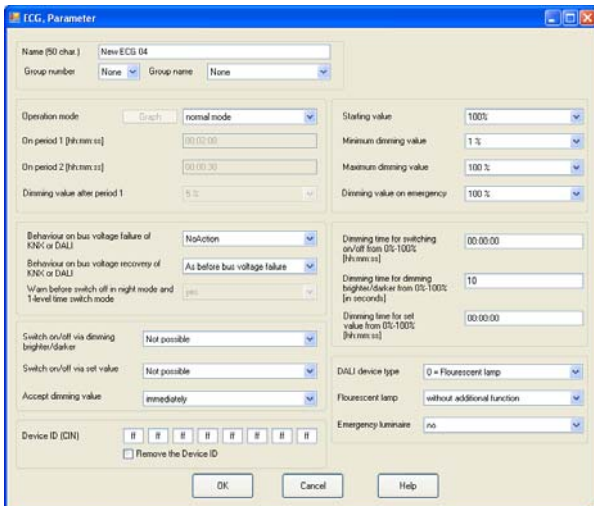 ECG, Parameter
Name (50 char.) New ECG 04
Group number None Group name None
Operation mode Graph normal mode
On period 1 [hh:mm:ss] 00:02:00
On period 2 [hh:mm:ss] 00:00:30
Dimming value after period 1 5 %
Starting value 100%
Minimum dimming value 1 %
Maximum dimming value 100 %
Dimming value on emergency 100 %
Behaviour on bus voltage failure of
KNX or DALI NoAction
Behaviour on bus voltage recovery of
KNX or DALI As before bus voltage failure
Warn before switch off in night mode and
1-level time switch mode yes
Dimming time for switching
on/off from 0%-100%
[hh:mm:ss] 00:00:00
Dimming time for dimming
brighter/darker from 0%-100%
[in seconds] 10
Dimming time for set
value from 0%-100%
[hh:mm:ss] 00:00:00
Switch on/off via dimming
brighter/darker Not possible
Switch on/off via set value Not possible
Accept dimming value immediately
DALI device type 0 = Flourescent lamp
Flourescent lamp without additional function
Emergency luminaire no
Device ID (CIN) ff ff ff ff ff ff ff ff
Remove the Device ID
OK Cancel Help